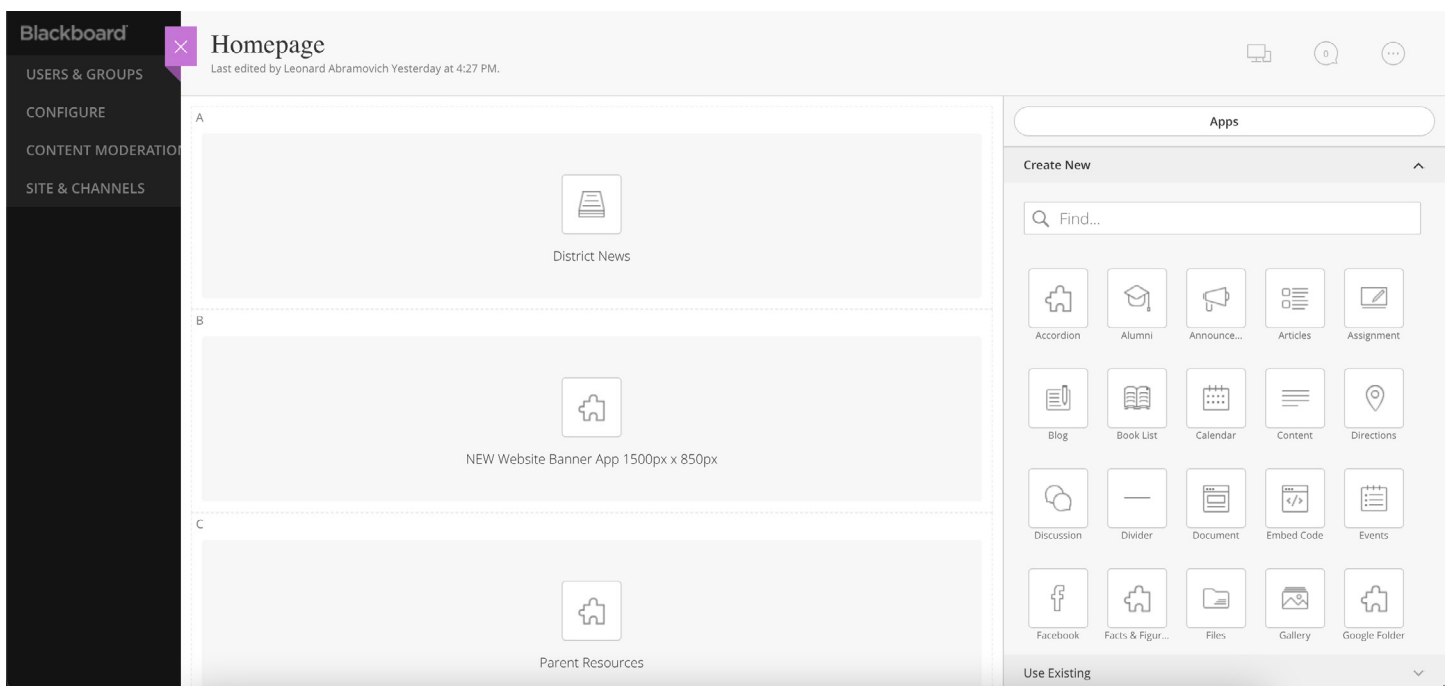 Blackboard
USERS & GROUPS
CONFIGURE
CONTENT MODERATION
SITE & CHANNELS
Homepage
Last edited by Leonard Abramovich Yesterday at 4:27 PM.
0
A
District News
B
NEW Website Banner App 1500px x 850px
C
Parent Resources
Apps
Create New
Find...
Accordion Alumni Announce... Articles Assignment
Blog Book List Calendar Content Directions
Discussion Divider Document Embed Code Events
Facebook Facts & Figur... Files Gallery Google Folder
Use Existing